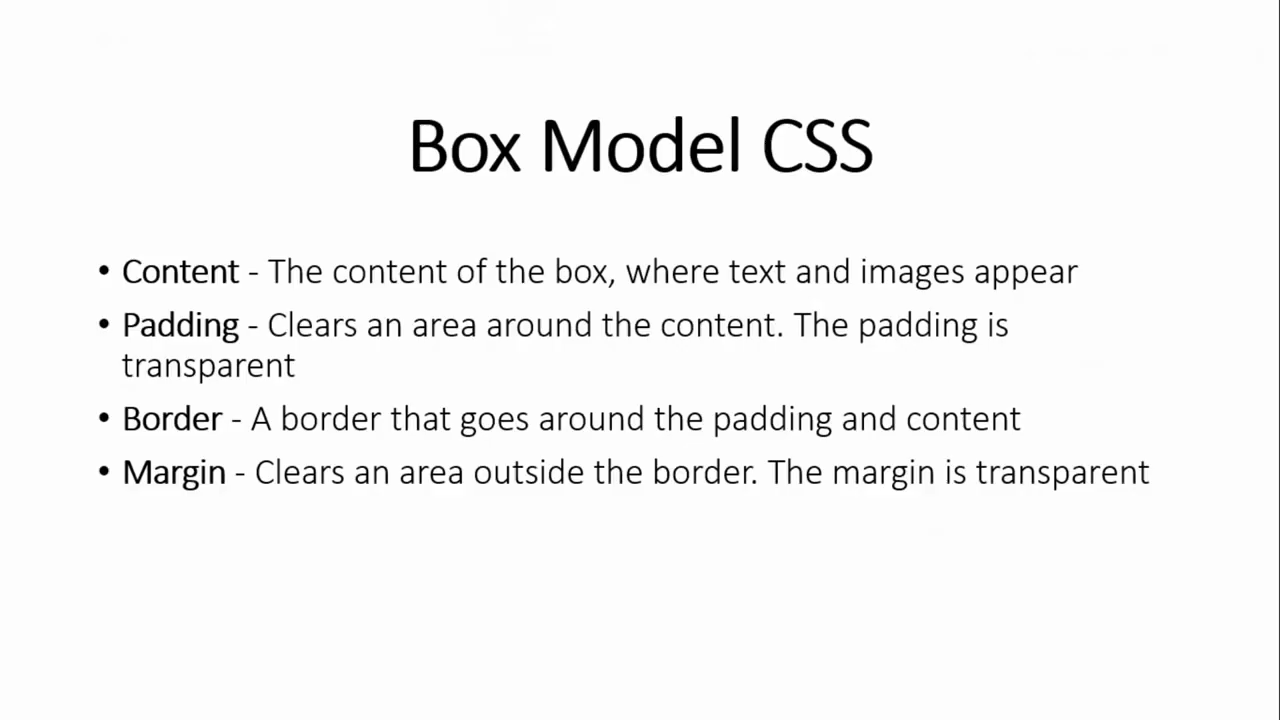 Box Model CSS
• Content - The content of the box, where text and images appear
• Padding - Clears an area around the content. The padding is
transparent
• Border - A border that goes around the padding and content
• Margin - Clears an area outside the border. The margin is transparent